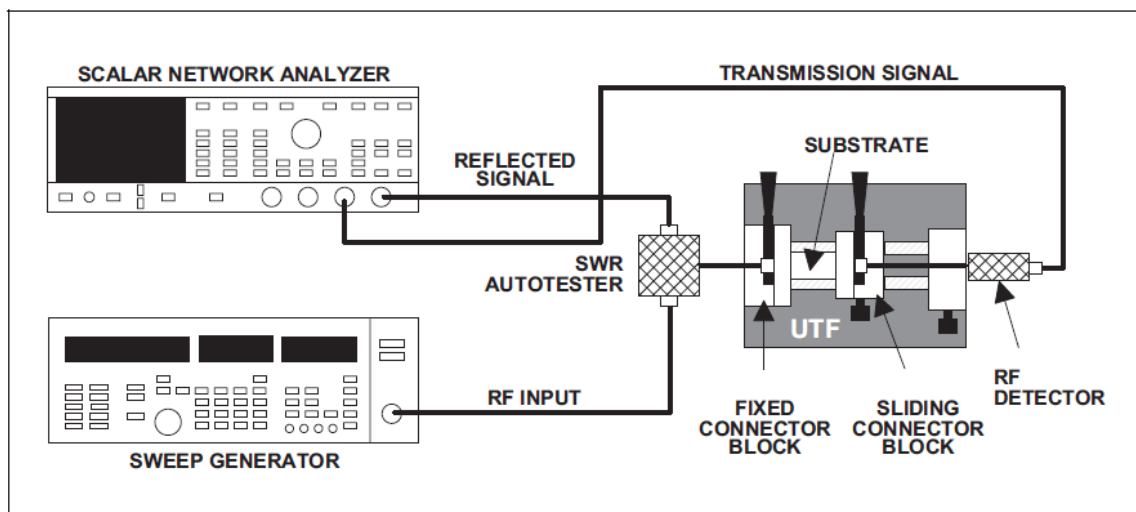 SCALAR NETWORK ANALYZER
TRANSMISSION SIGNAL
SUBSTRATE
REFLECTED
SIGNAL
SWR
AUTOTESTER
UTF
RF INPUT
RF
DETECTOR
FIXED
CONNECTOR
BLOCK
SLIDING
CONNECTOR
BLOCK
SWEEP GENERATOR